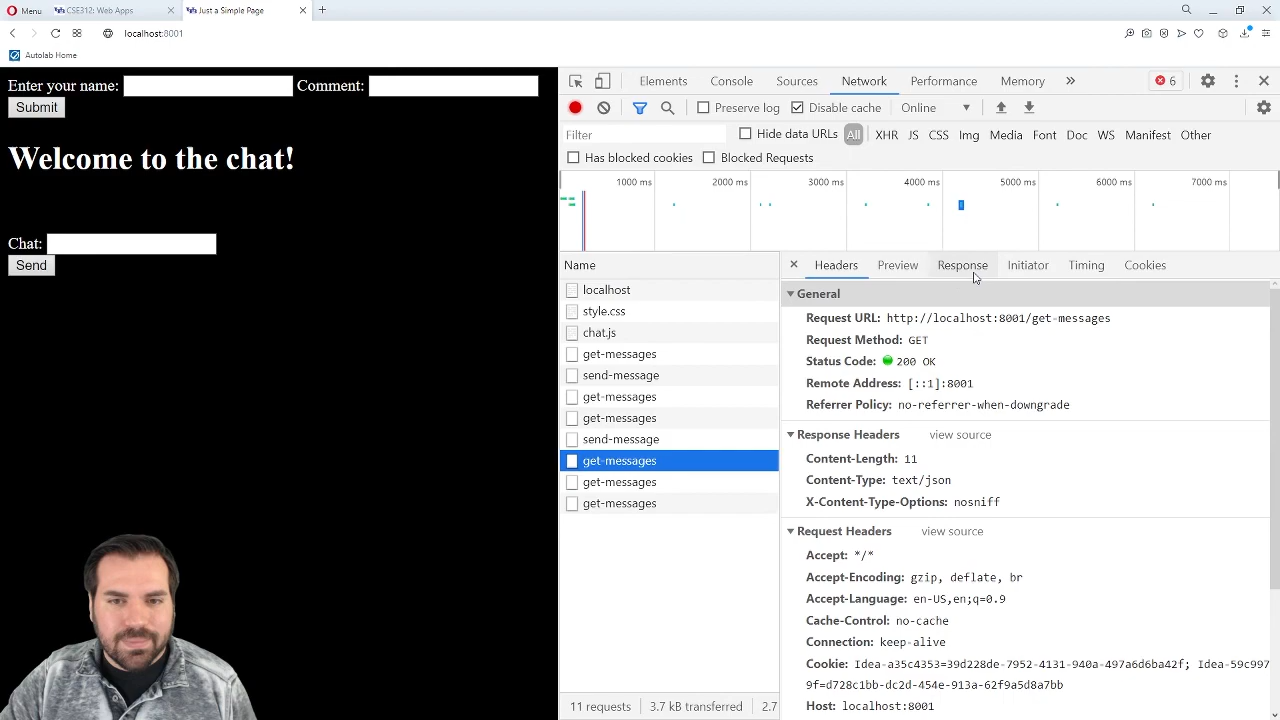 Menu
CSE312: Web Apps
Just a Simple Page
localhost:8001
Autolab Home
Enter your name: Comment:
Submit
Welcome to the chat!
Chat:
Send
Elements Console Sources Network Performance Memory » 6
Preserve log Disable cache Online
Filter Hide data URLs All XHR JS CSS Img Media Font Doc WS Manifest Other
Has blocked cookies Blocked Requests
1000 ms 2000 ms 3000 ms 4000 ms 5000 ms 6000 ms 7000 ms
Name
localhost
style.css
chat.js
get-messages
send-message
get-messages
get-messages
send-message
get-messages
get-messages
get-messages
11 requests 3.7 kB transferred 2.7
Headers Preview Response Initiator Timing Cookies
General
Request URL: http://localhost:8001/get-messages
Request Method: GET
Status Code: 200 OK
Remote Address: [::1]:8001
Referrer Policy: no-referrer-when-downgrade
Response Headers view source
Content-Length: 11
Content-Type: text/json
X-Content-Type-Options: nosniff
Request Headers view source
Accept: */*
Accept-Encoding: gzip, deflate, br
Accept-Language: en-US,en;q=0.9
Cache-Control: no-cache
Connection: keep-alive
Cookie: Idea-a35c4353=39d228de-7952-4131-940a-497a6d6ba42f; Idea-59c997
9f=d728c1bb-dc2d-454e-913a-62f9a5d8a7bb
Host: localhost:8001